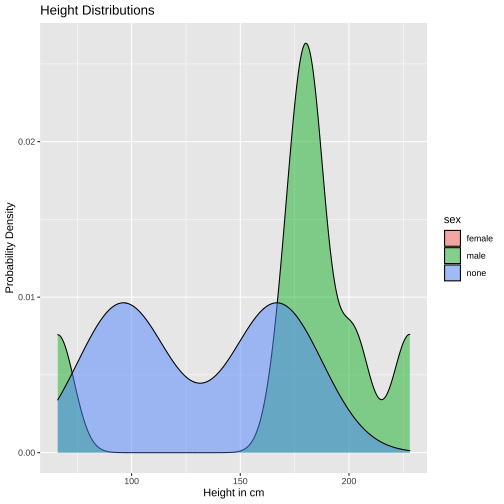 Height Distributions
Probability Density
0.02
0.01
0.00
100
150
200
Height in cm
sex
female
male
none